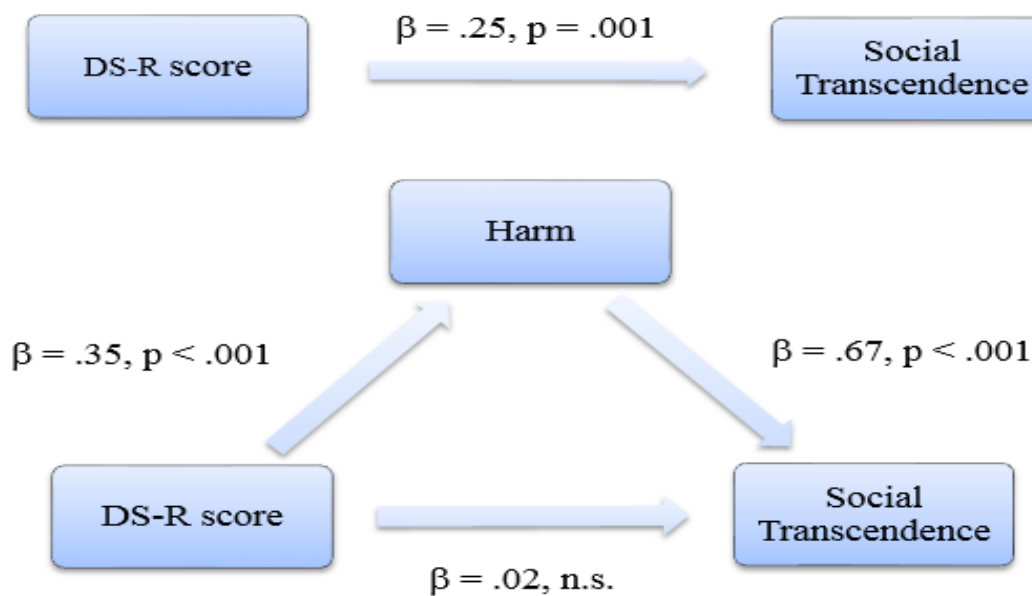 β = .25, p = .001
DS-R score
Social
Transcendence
Harm
β = .35, p < .001
β = .67, p < .001
DS-R score
Social
Transcendence
β = .02, n.s.